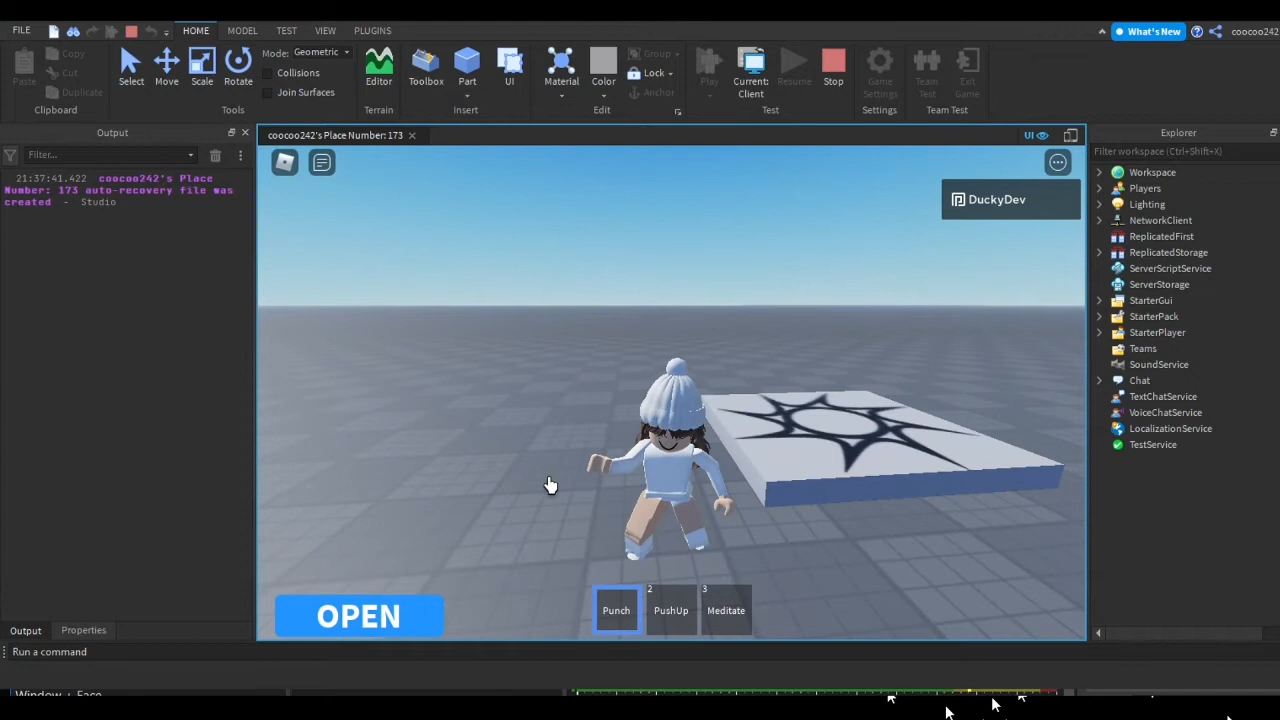 FILE HOME MODEL TEST VIEW PLUGINS What's New coocoo242
Paste Copy Cut Duplicate Select Move Scale Rotate Mode: Geometric Collisions Join Surfaces Editor Toolbox Part UI Material Color Group Lock Anchor Play Current: Client Resume Stop Game Settings Team Test Exit Game
Clipboard Tools Terrain Insert Edit Test Settings Team Test
Output coocoo242's Place Number: 173 UI Explorer
Filter... Filter workspace (Ctrl+Shift+X)
21:37:41.422 coocoo242's Place
Number: 173 auto-recovery file was
created - Studio
DuckyDev
Workspace
Players
Lighting
NetworkClient
ReplicatedFirst
ReplicatedStorage
ServerScriptService
ServerStorage
StarterGui
StarterPack
StarterPlayer
Teams
SoundService
Chat
TextChatService
VoiceChatService
LocalizationService
TestService
OPEN
Punch 2 PushUp 3 Meditate
Output Properties
Run a command
Window + Face